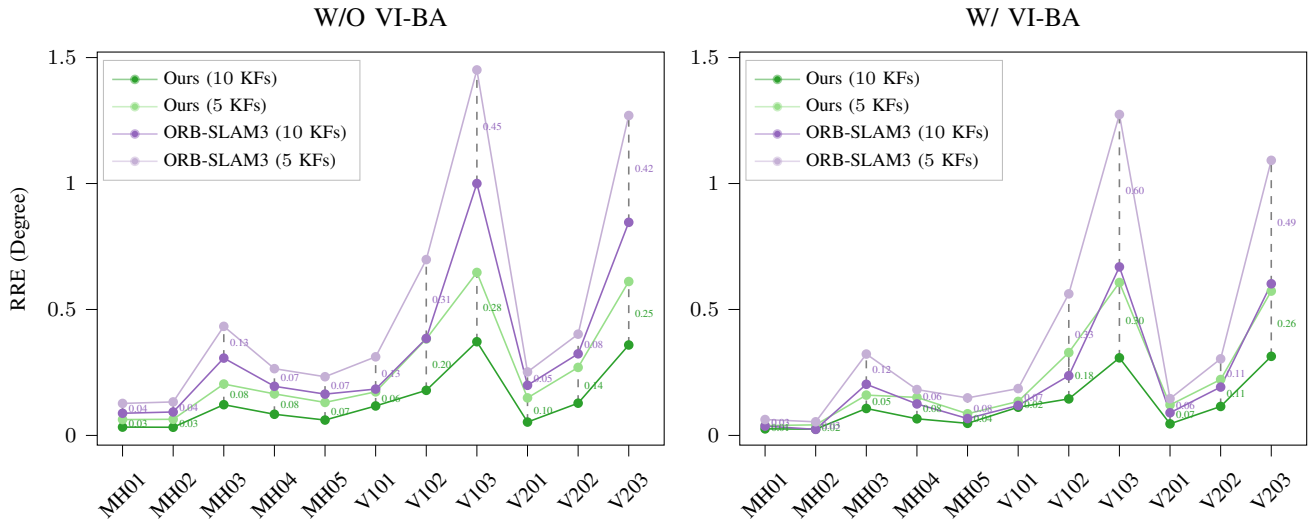 W/O VI-BA
RRE (Degree)
1.5
1
0.5
0
Ours (10 KFs)
Ours (5 KFs)
ORB-SLAM3 (10 KFs)
ORB-SLAM3 (5 KFs)
0.04
0.04
0.13
0.07
0.07
0.13
0.31
0.45
0.05
0.08
0.42
0.03
0.03
0.08
0.08
0.07
0.06
0.20
0.28
0.10
0.14
0.25
MH01
MH02
MH03
MH04
MH05
V101
V102
V103
V201
V202
V203
W/ VI-BA
1.5
1
0.5
0
Ours (10 KFs)
Ours (5 KFs)
ORB-SLAM3 (10 KFs)
ORB-SLAM3 (5 KFs)
0.12
0.06
0.08
0.07
0.33
0.60
0.06
0.11
0.49
0.02
0.05
0.08
0.04
0.02
0.18
0.30
0.07
0.11
0.26
MH01
MH02
MH03
MH04
MH05
V101
V102
V103
V201
V202
V203